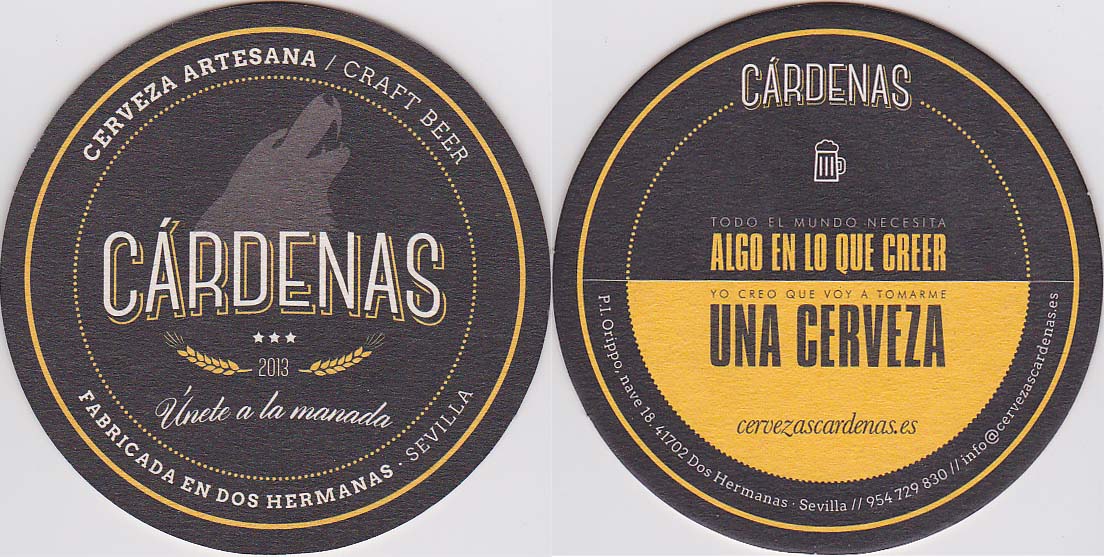 CERVEZA ARTESANA / CRAFT BEER
CÁRDENAS
2013
Únete a la manada
FABRICADA EN DOS HERMANAS · SEVILLA
CÁRDENAS
TODO EL MUNDO NECESITA
ALGO EN LO QUE CREER
YO CREO QUE VOY A TOMARME
UNA CERVEZA
cervezascardenas.es
P.I. Orippo, nave 18. 41702 Dos Hermanas · Sevilla // 954 729 830 // info@cervezascardenas.es